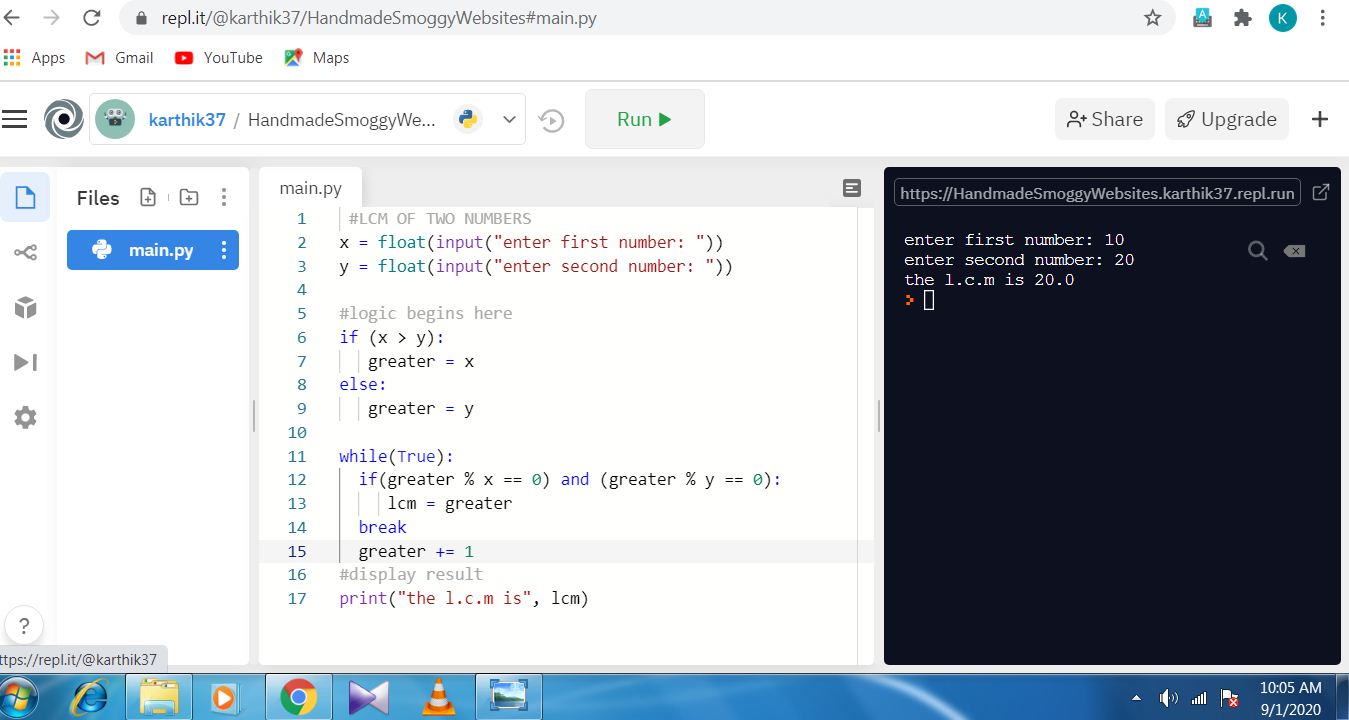 repl.it/@karthik37/HandmadeSmoggyWebsites#main.py
K
Apps Gmail YouTube Maps
karthik37 / HandmadeSmoggyWe... Run Share Upgrade +
Files
main.py
main.py
1 #LCM OF TWO NUMBERS
2 x = float(input("enter first number: "))
3 y = float(input("enter second number: "))
4
5 #logic begins here
6 if (x > y):
7 greater = x
8 else:
9 greater = y
10
11 while(True):
12 if(greater % x == 0) and (greater % y == 0):
13 lcm = greater
14 break
15 greater += 1
16 #display result
17 print("the l.c.m is", lcm)
https://HandmadeSmoggyWebsites.karthik37.repl.run
enter first number: 10
enter second number: 20
the l.c.m is 20.0
>
?
ttps://repl.it/@karthik37
10:05 AM
9/1/2020